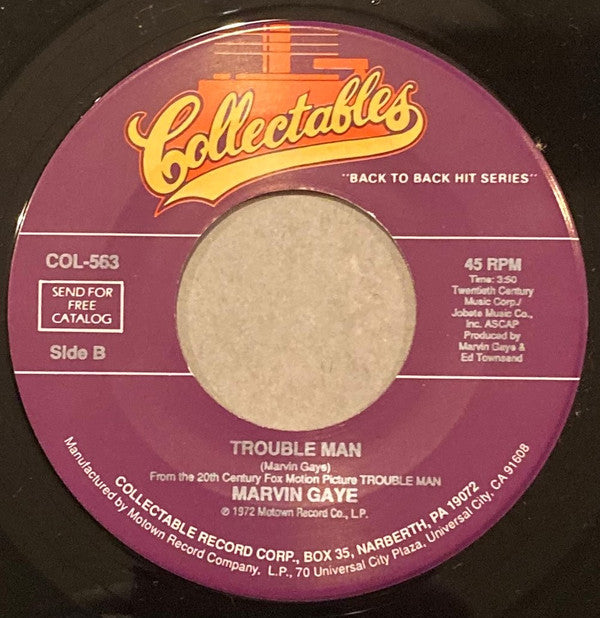 Collectables
"BACK TO BACK HIT SERIES"
COL-563
SEND FOR
FREE
CATALOG
Side B
45 RPM
Time: 3:50
Twentieth Century
Music Corp./
Jobete Music Co.,
Inc. ASCAP
Produced by
Marvin Gaye &
Ed Townsend
TROUBLE MAN
(Marvin Gaye)
From the 20th Century Fox Motion Picture TROUBLE MAN
MARVIN GAYE
℗ 1972 Motown Record Co., L.P.
COLLECTABLE RECORD CORP., BOX 35, NARBERTH, PA 19072
Manufactured by Motown Record Company, L.P., 70 Universal City Plaza, Universal City, CA 91608